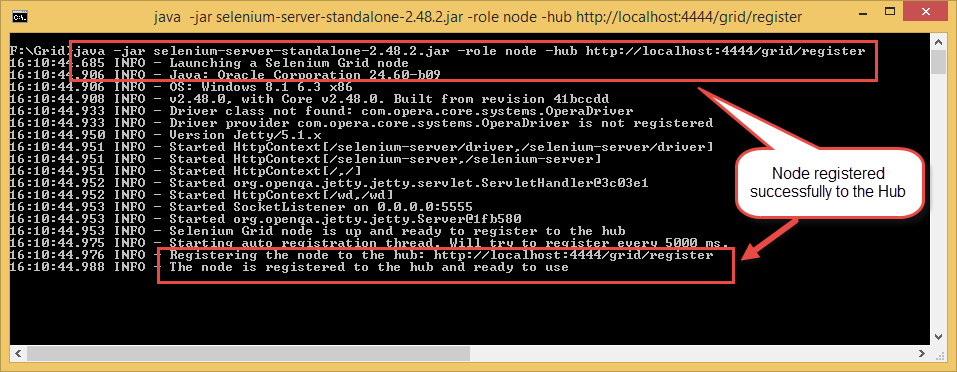 java -jar selenium-server-standalone-2.48.2.jar -role node -hub http://localhost:4444/grid/register
F:\Grid>java -jar selenium-server-standalone-2.48.2.jar -role node -hub http://localhost:4444/grid/register
16:10:44.685 INFO - Launching a Selenium Grid node
16:10:44.906 INFO - Java: Oracle Corporation 24.60-b09
16:10:44.906 INFO - OS: Windows 8.1 6.3 x86
16:10:44.908 INFO - v2.48.0, with Core v2.48.0. Built from revision 41bccdd
16:10:44.933 INFO - Driver class not found: com.opera.core.systems.OperaDriver
16:10:44.933 INFO - Driver provider com.opera.core.systems.OperaDriver is not registered
16:10:44.950 INFO - Version Jetty/5.1.x
16:10:44.951 INFO - Started HttpContext[/selenium-server/driver,/selenium-server/driver]
16:10:44.951 INFO - Started HttpContext[/selenium-server,/selenium-server]
16:10:44.951 INFO - Started HttpContext[/,/]
16:10:44.952 INFO - Started org.openqa.jetty.jetty.servlet.ServletHandler@3c03e1
16:10:44.952 INFO - Started HttpContext[/wd,/wd]
16:10:44.953 INFO - Started SocketListener on 0.0.0.0:5555
16:10:44.953 INFO - Started org.openqa.jetty.jetty.Server@1fb580
16:10:44.953 INFO - Selenium Grid node is up and ready to register to the hub
16:10:44.975 INFO - Starting auto registration thread. Will try to register every 5000 ms.
16:10:44.976 INFO - Registering the node to the hub: http://localhost:4444/grid/register
16:10:44.988 INFO - The node is registered to the hub and ready to use
Node registered
successfully to the Hub